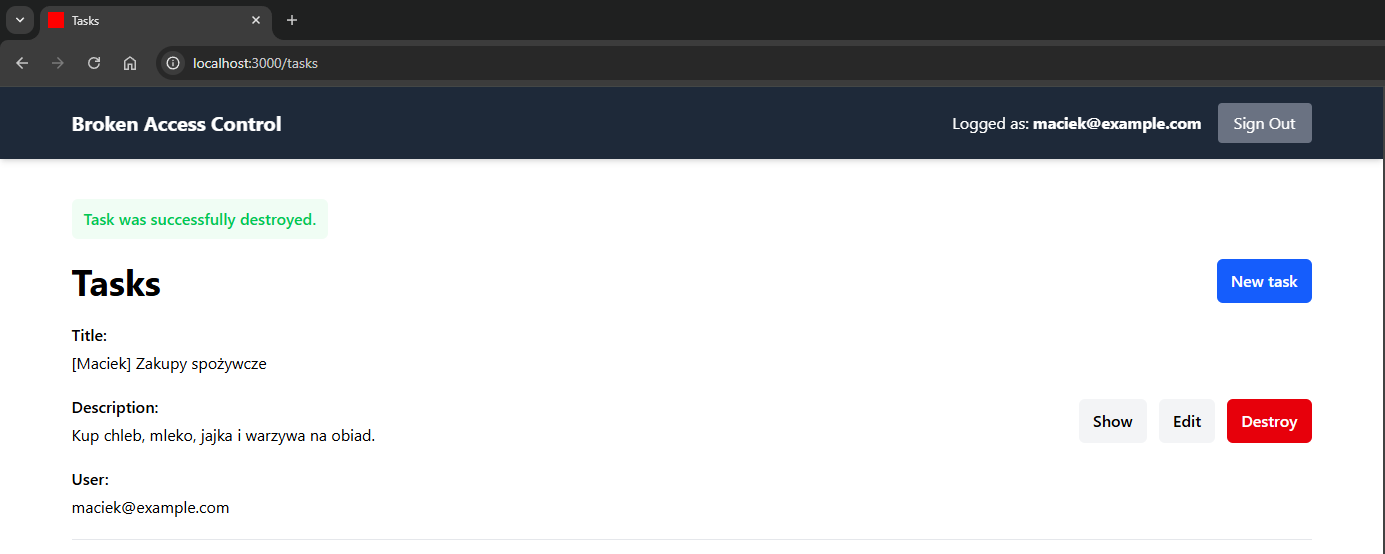 Tasks
localhost:3000/tasks
Broken Access Control
Logged as: maciek@example.com
Sign Out
Task was successfully destroyed.
Tasks
New task
Title:
[Maciek] Zakupy spożywcze
Description:
Kup chleb, mleko, jajka i warzywa na obiad.
Show
Edit
Destroy
User:
maciek@example.com